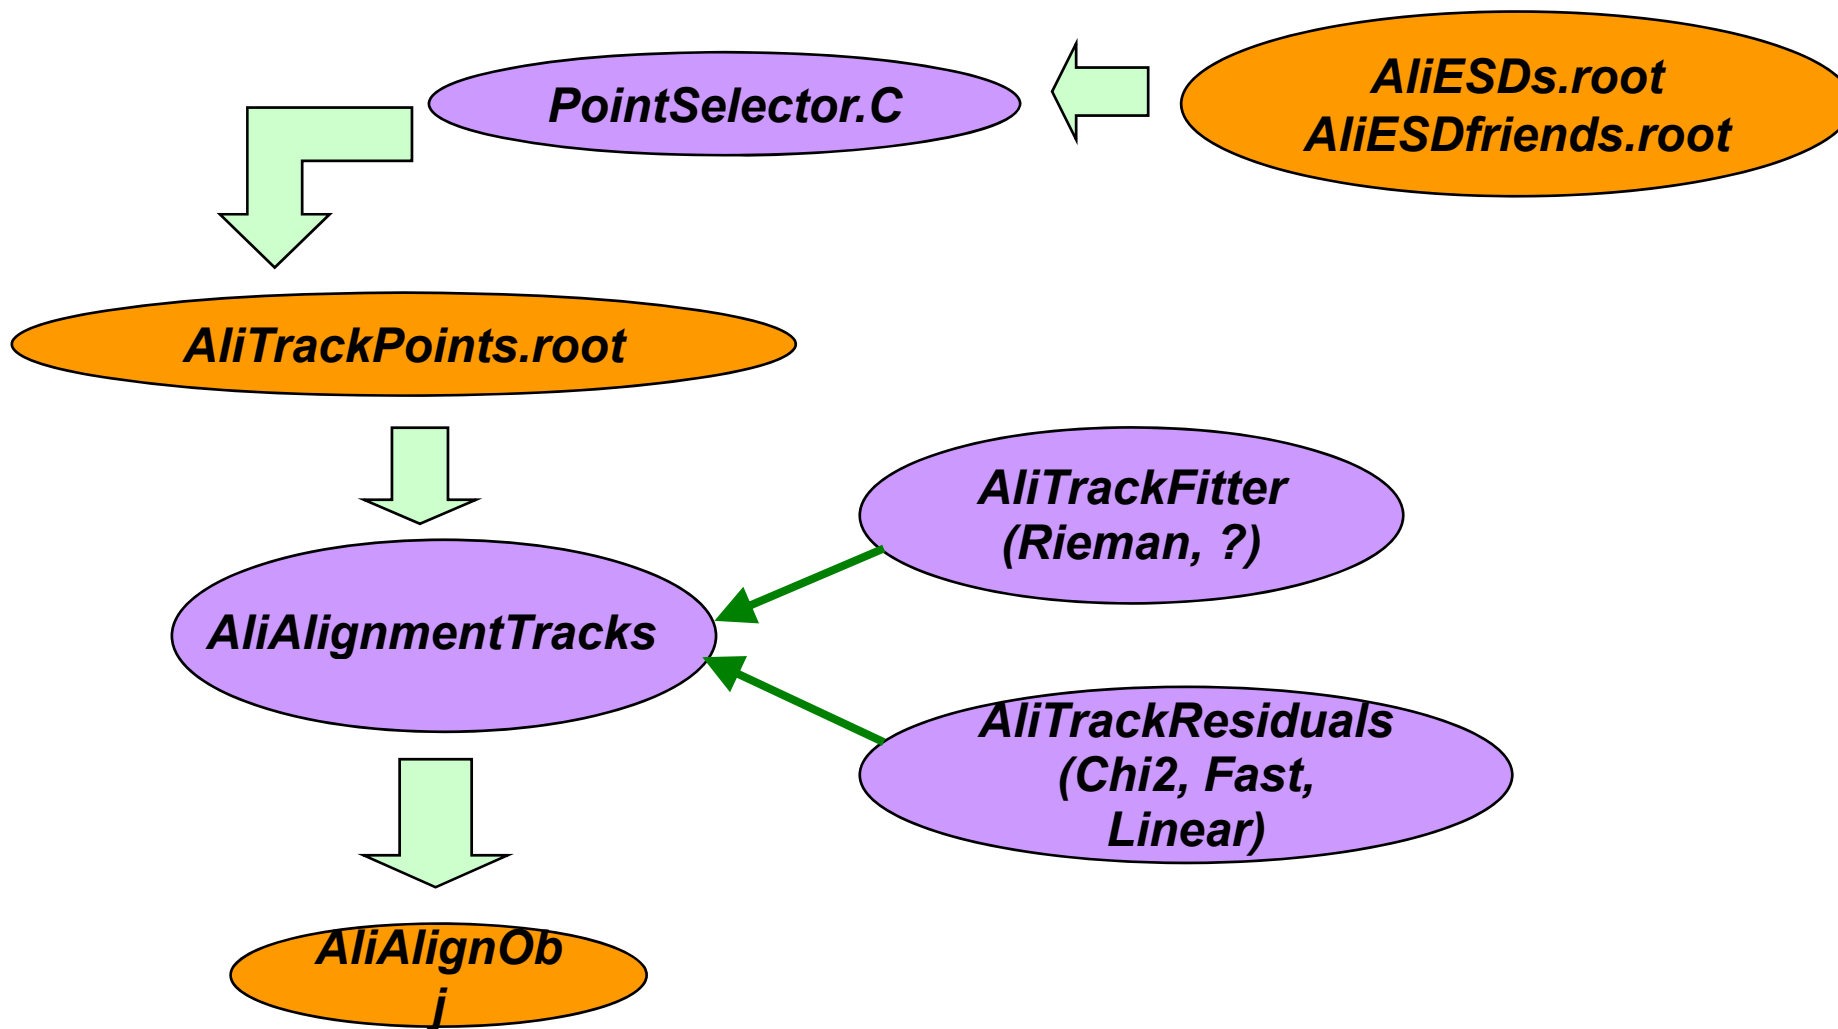 PointSelector.C
AliESDs.root
AliESDfriends.root
AliTrackPoints.root
AliTrackFitter
(Rieman, ?)
AliAlignmentTracks
AliTrackResiduals
(Chi2, Fast,
Linear)
AliAlignOb
j